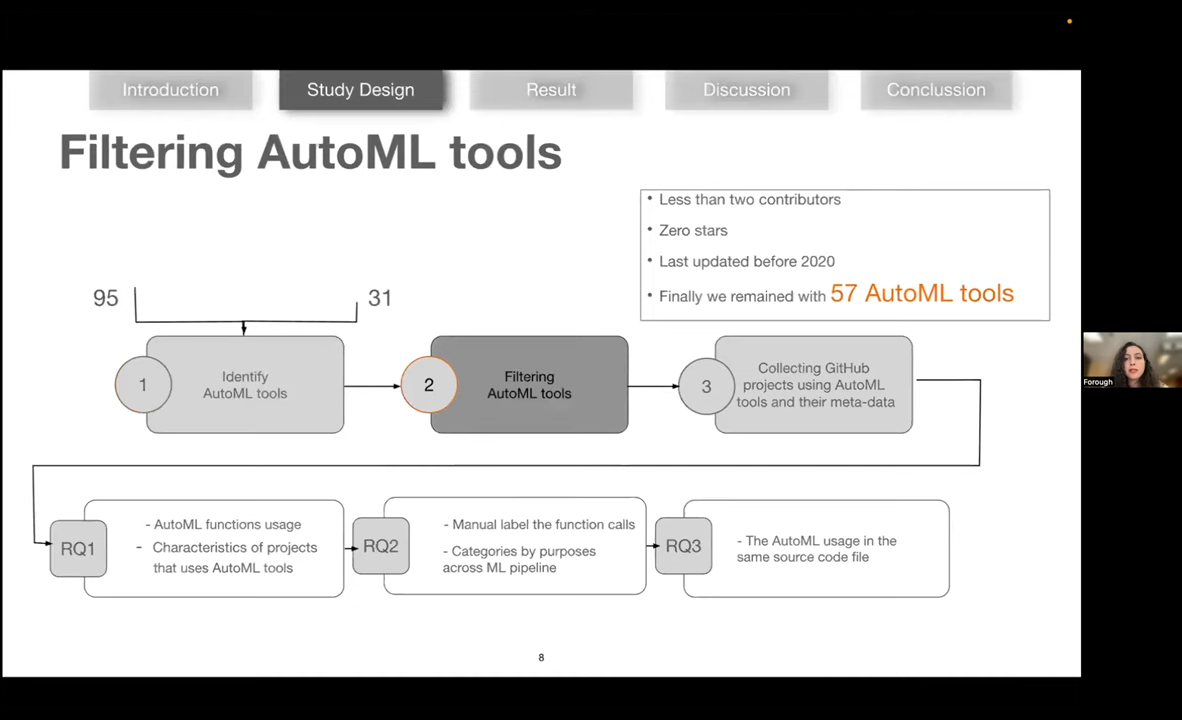 Introduction
Study Design
Result
Discussion
Conclussion
Filtering AutoML tools
• Less than two contributors
• Zero stars
• Last updated before 2020
• Finally we remained with 57 AutoML tools
95
31
1
Identify
AutoML tools
2
Filtering
AutoML tools
3
Collecting GitHub
projects using AutoML
tools and their meta-data
Forough
RQ1
- AutoML functions usage
- Characteristics of projects
that uses AutoML tools
RQ2
- Manual label the function calls
- Categories by purposes
across ML pipeline
RQ3
- The AutoML usage in the
same source code file
8